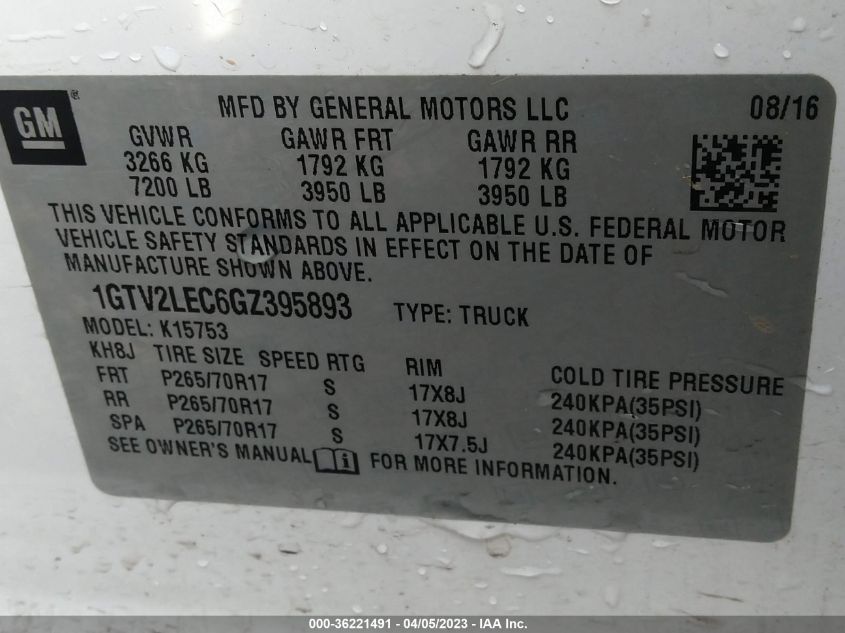 GM®
MFD BY GENERAL MOTORS LLC 08/16
GVWR GAWR FRT GAWR RR
3266 KG 1792 KG 1792 KG
7200 LB 3950 LB 3950 LB
THIS VEHICLE CONFORMS TO ALL APPLICABLE U.S. FEDERAL MOTOR
VEHICLE SAFETY STANDARDS IN EFFECT ON THE DATE OF
MANUFACTURE SHOWN ABOVE.
1GTV2LEC6GZ395893 TYPE: TRUCK
MODEL: K15753
KH8J TIRE SIZE SPEED RTG RIM COLD TIRE PRESSURE
FRT P265/70R17 S 17X8J 240KPA(35PSI)
RR P265/70R17 S 17X8J 240KPA(35PSI)
SPA P265/70R17 S 17X7.5J 240KPA(35PSI)
SEE OWNER'S MANUAL i FOR MORE INFORMATION.
000-36221491 - 04/05/2023 - IAA Inc.